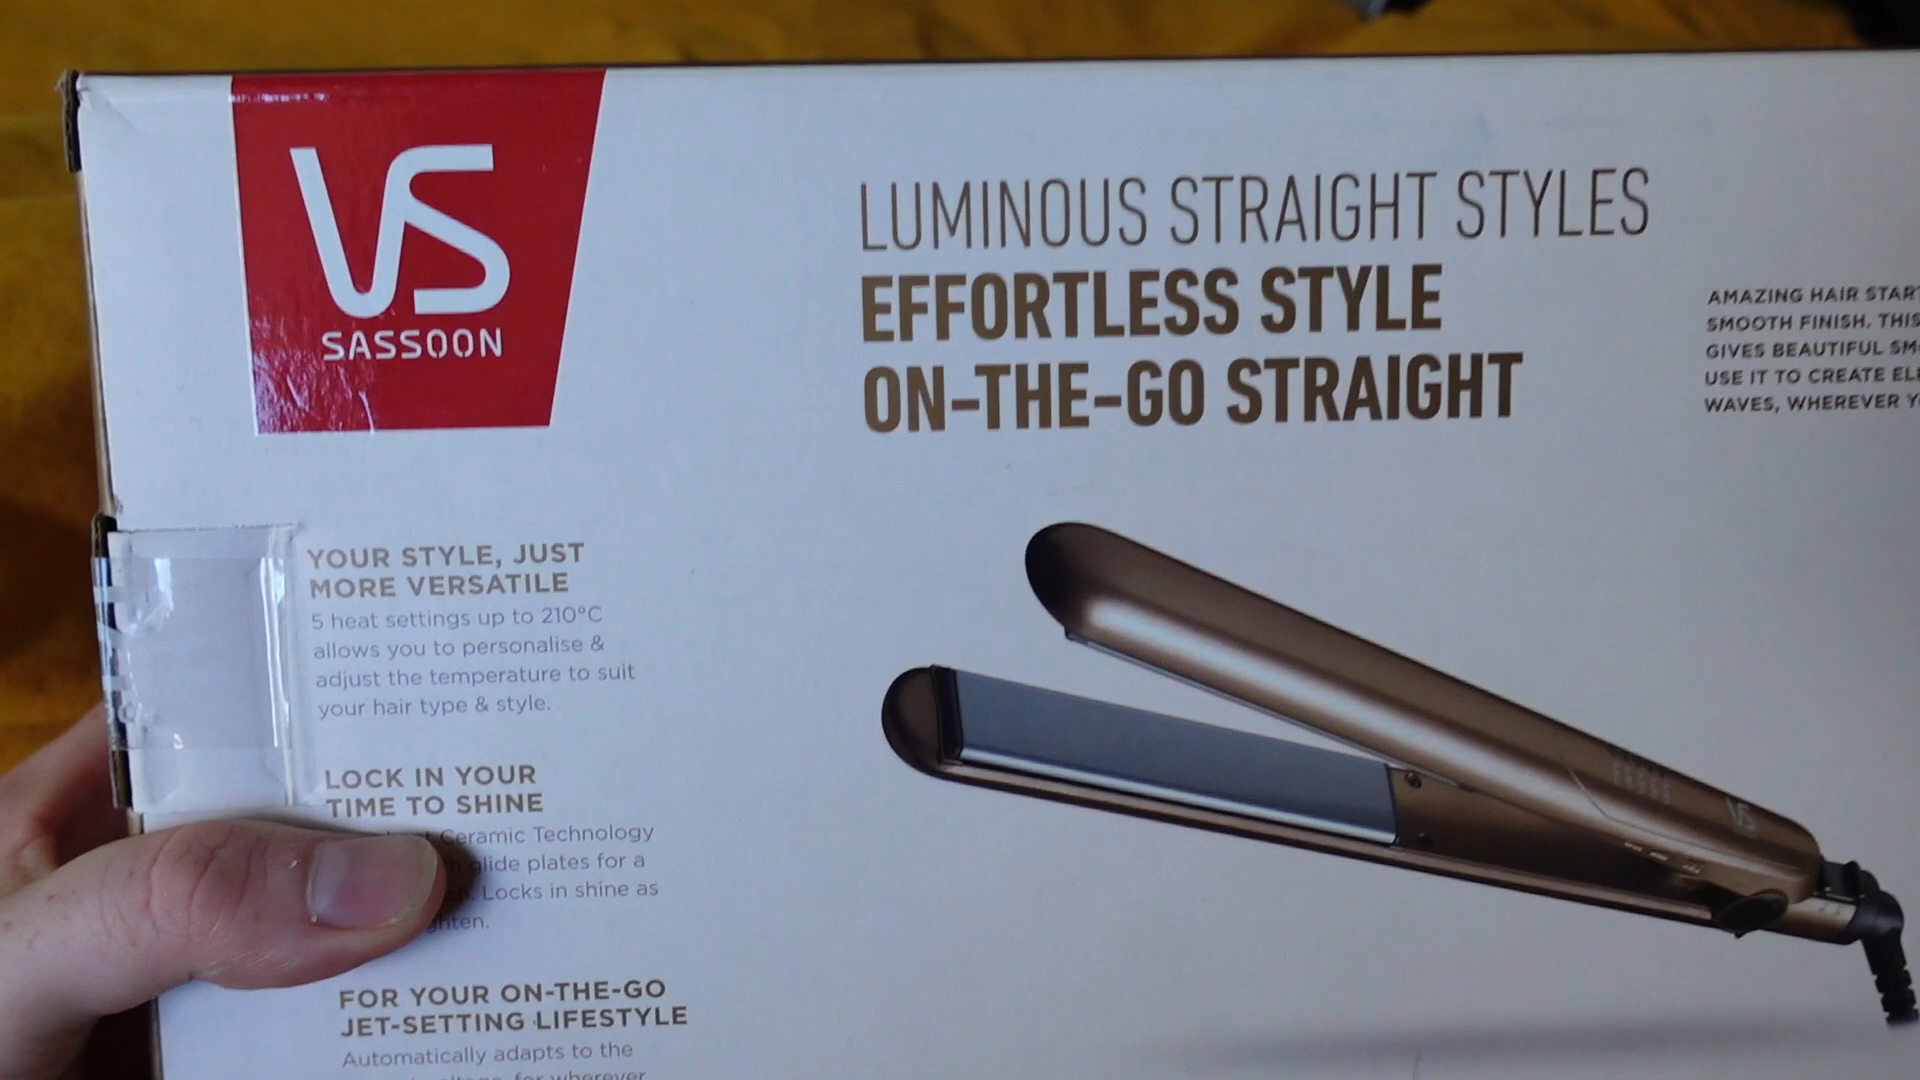 VS
SASSOON
LUMINOUS STRAIGHT STYLES
EFFORTLESS STYLE
ON-THE-GO STRAIGHT
AMAZING HAIR
SMOOTH FINISH. THIS
GIVES BEAUTIFUL
USE IT TO CREATE
WAVES, WHEREVER
YOUR STYLE, JUST
MORE VERSATILE
5 heat settings up to 210°C
allows you to personalise &
adjust the temperature to suit
your hair type & style.
LOCK IN YOUR
TIME TO SHINE
Ceramic Technology
glide plates for a
Locks in shine as
FOR YOUR ON-THE-GO
JET-SETTING LIFESTYLE
Automatically adapts to the
for wherever
VS